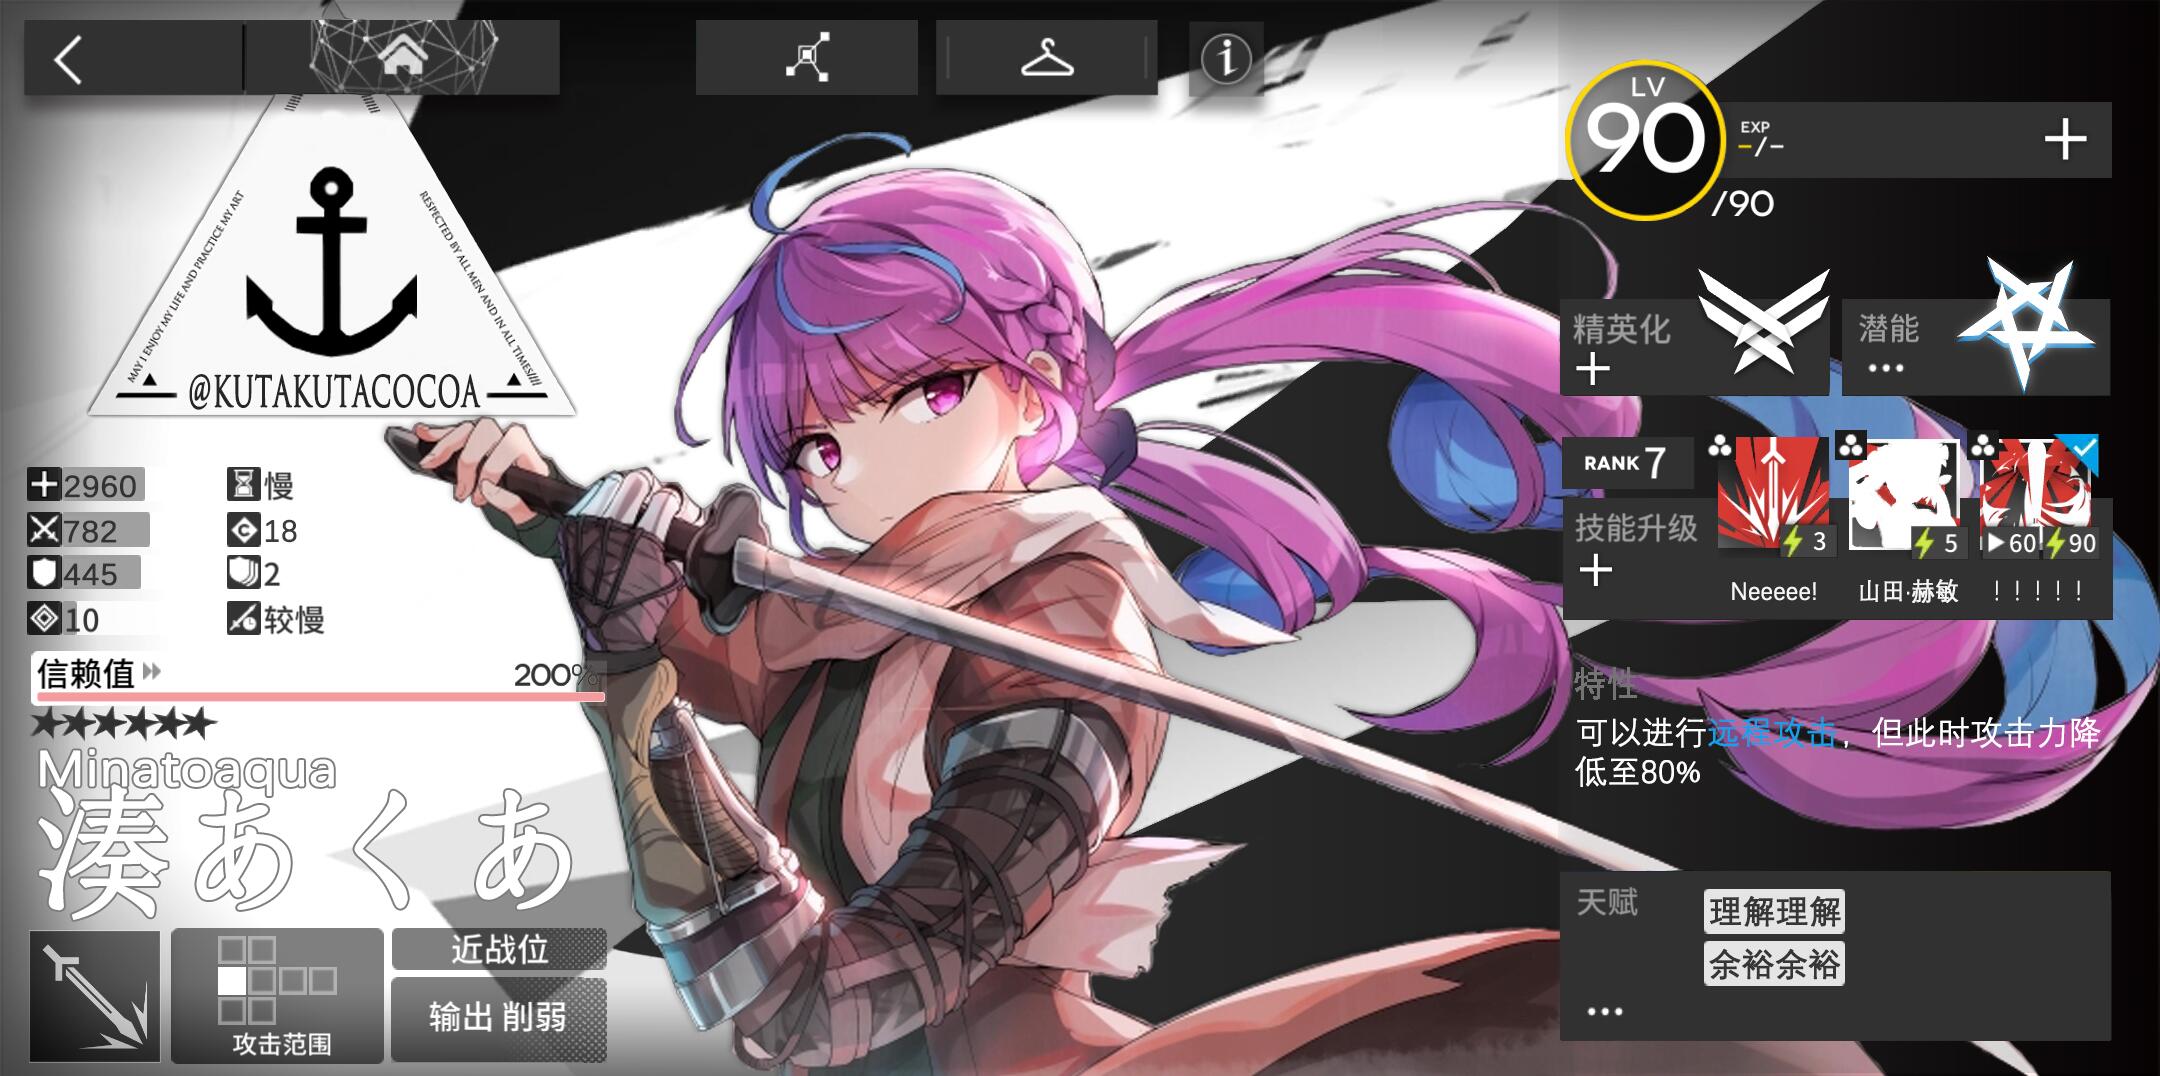 MAY I ENJOY MY LIFE AND PRACTICE MY ART
RESPECTED BY ALL MEN AND IN ALL TIMES!!!!
@KUTAKUTACOCOA
2960
慢
782
18
445
2
10
较慢
信赖值
200%
★★★★★★
Minatoaqua
湊あくあ
攻击范围
近战位
输出 削弱
LV
90
EXP
-/-
/90
精英化
潜能
RANK 7
技能升级
3
5
60
90
Neeeee!
山田·赫敏
！！！！！
特性
可以进行远程攻击，但此时攻击力降
低至80%
天赋
理解理解
余裕余裕